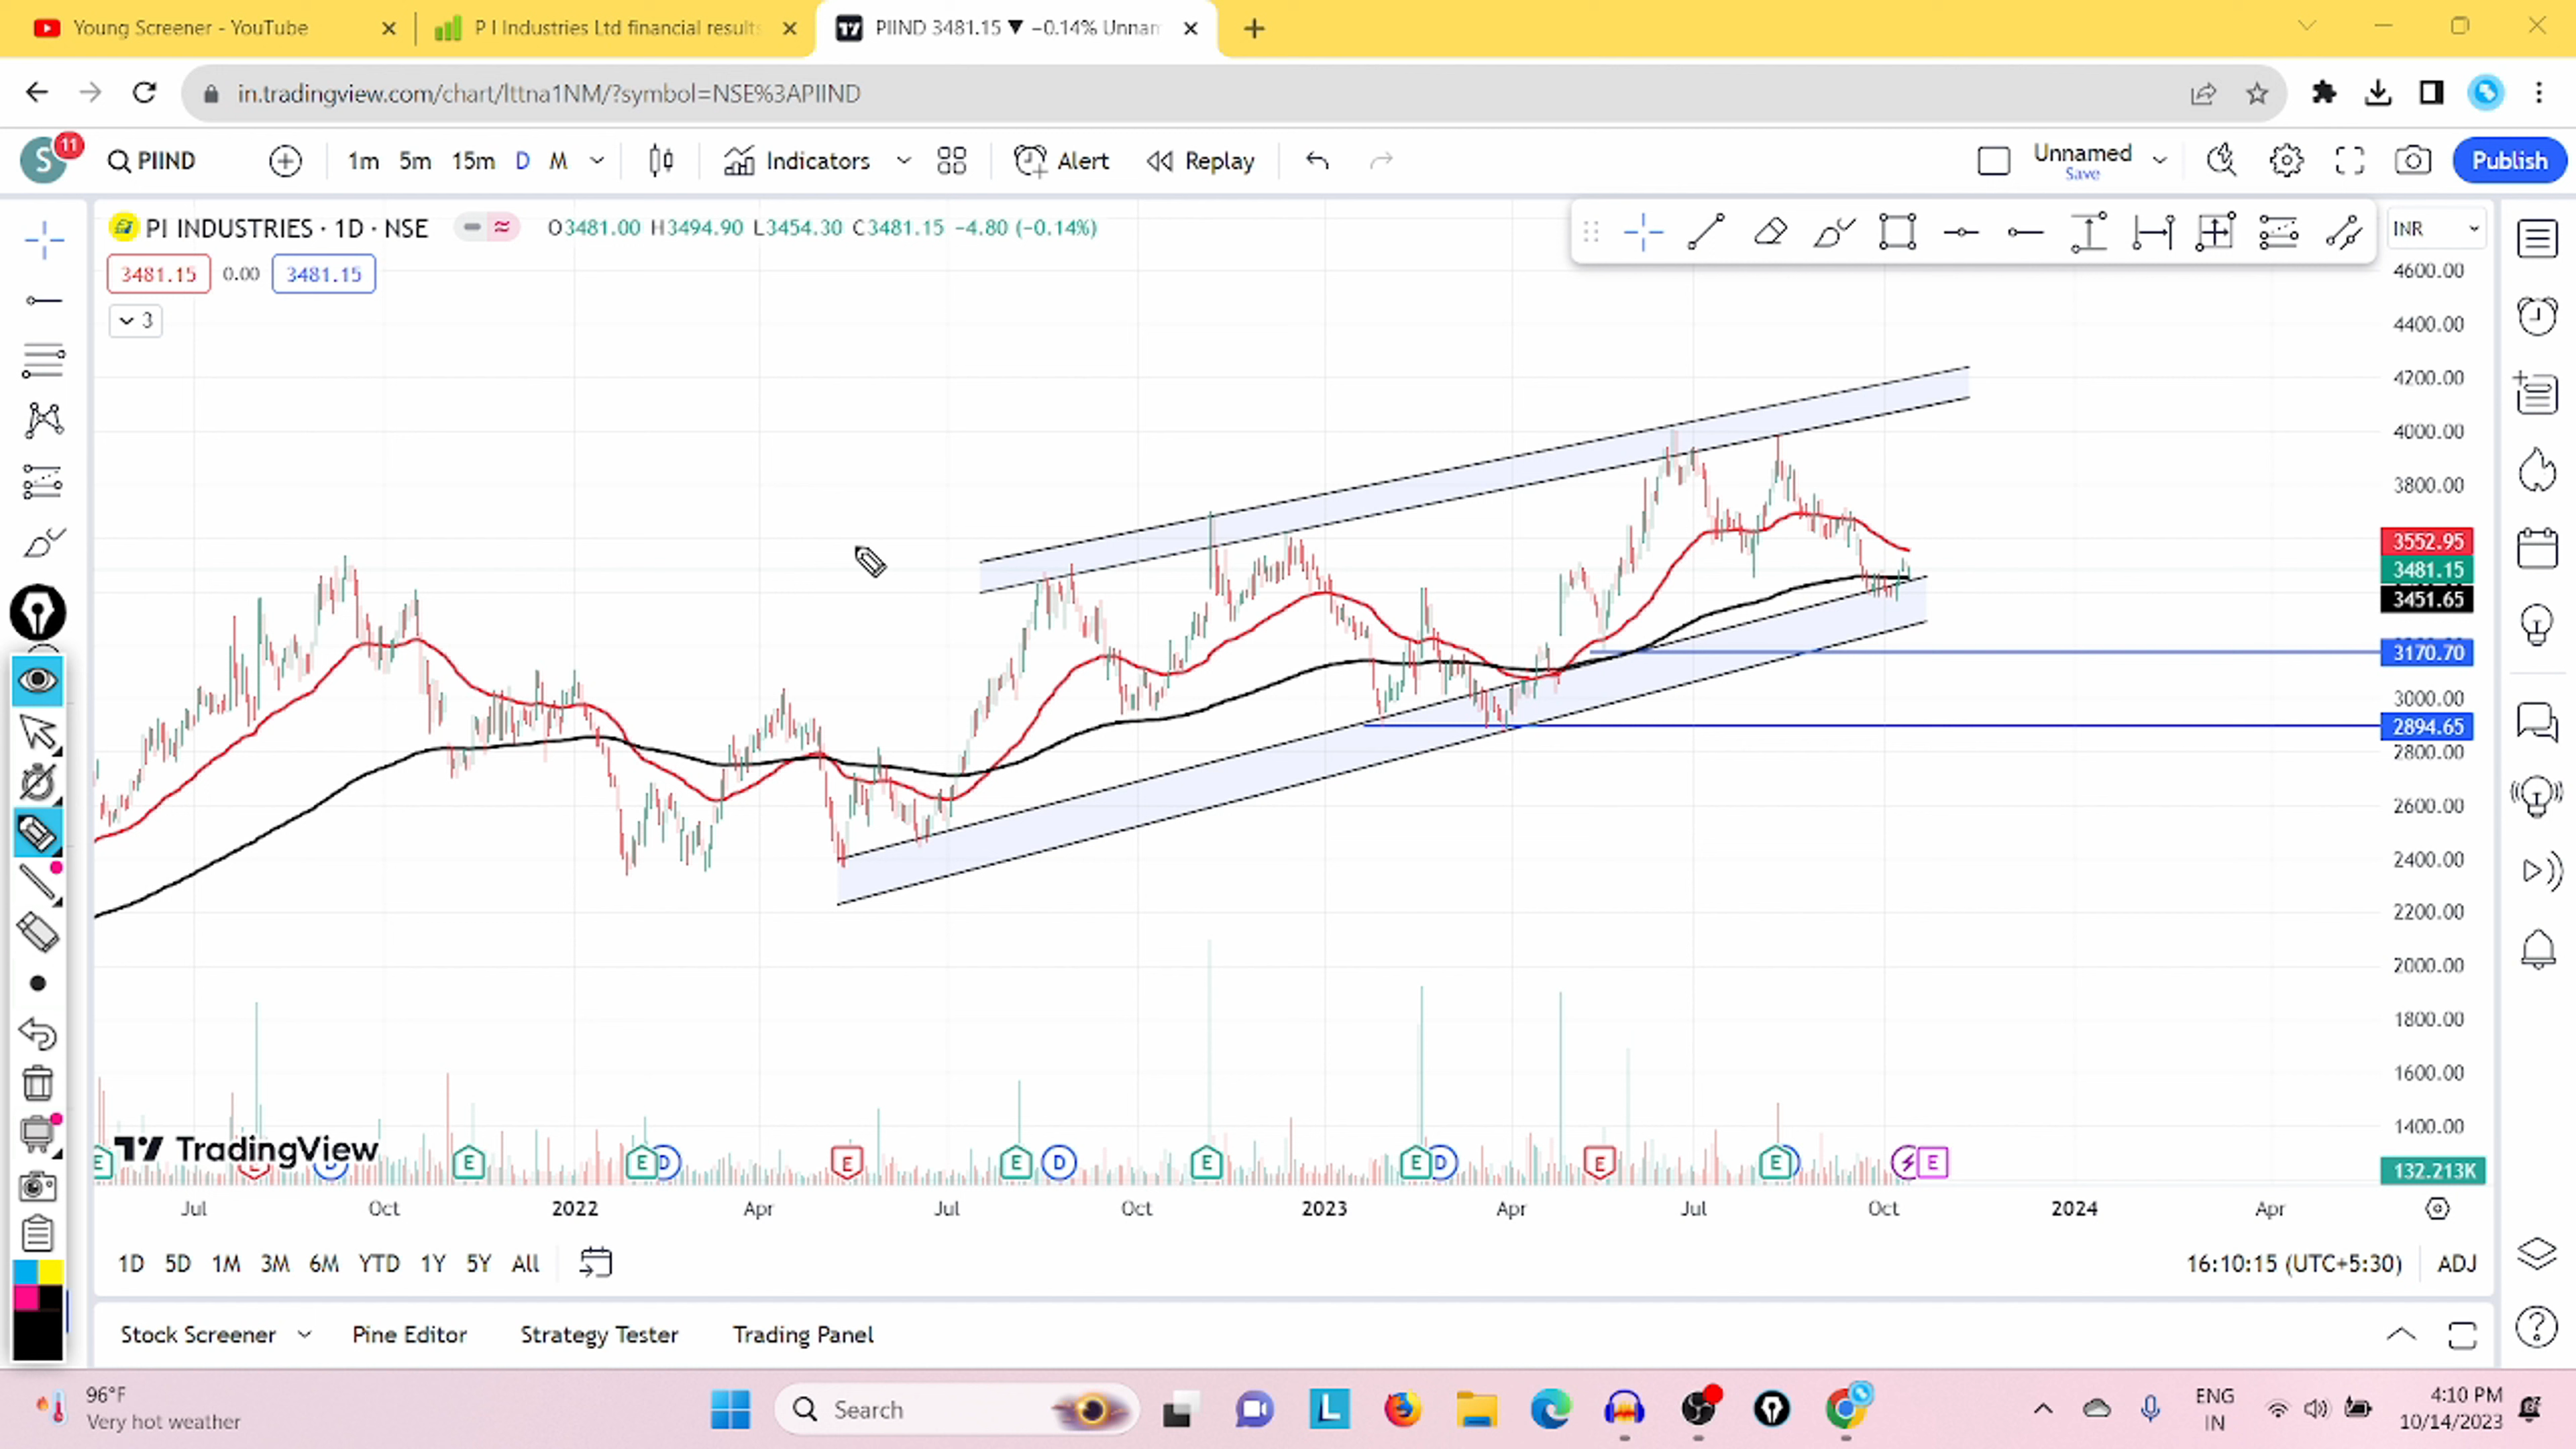 Young Screener - YouTube
P I Industries Ltd financial results
PIIND 3481.15 ▼ −0.14% Unnam
in.tradingview.com/chart/lttna1NM/?symbol=NSE%3APIIND
S 11 PIIND 1m 5m 15m D M Indicators Alert Replay Unnamed Save Publish
PI INDUSTRIES · 1D · NSE O3481.00 H3494.90 L3454.30 C3481.15 −4.80 (−0.14%)
INR
3481.15 0.00 3481.15
3
4600.00
4400.00
4200.00
4000.00
3800.00
3552.95
3481.15
3451.65
3170.70
3000.00
2894.65
2800.00
2600.00
2400.00
2200.00
2000.00
1800.00
1600.00
1400.00
132.213K
TradingView
E E E D E E D E E D E E E
Jul Oct 2022 Apr Jul Oct 2023 Apr Jul Oct 2024 Apr
1D 5D 1M 3M 6M YTD 1Y 5Y All 16:10:15 (UTC+5:30) ADJ
Stock Screener Pine Editor Strategy Tester Trading Panel
96°F
Very hot weather
Search
L
ENG
IN
4:10 PM
10/14/2023